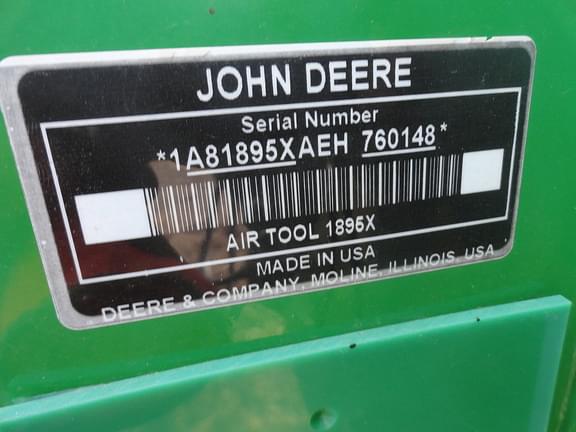 JOHN DEERE
Serial Number
*1A81895XAEH 760148*
AIR TOOL 1895X
MADE IN USA
DEERE & COMPANY, MOLINE, ILLINOIS, USA